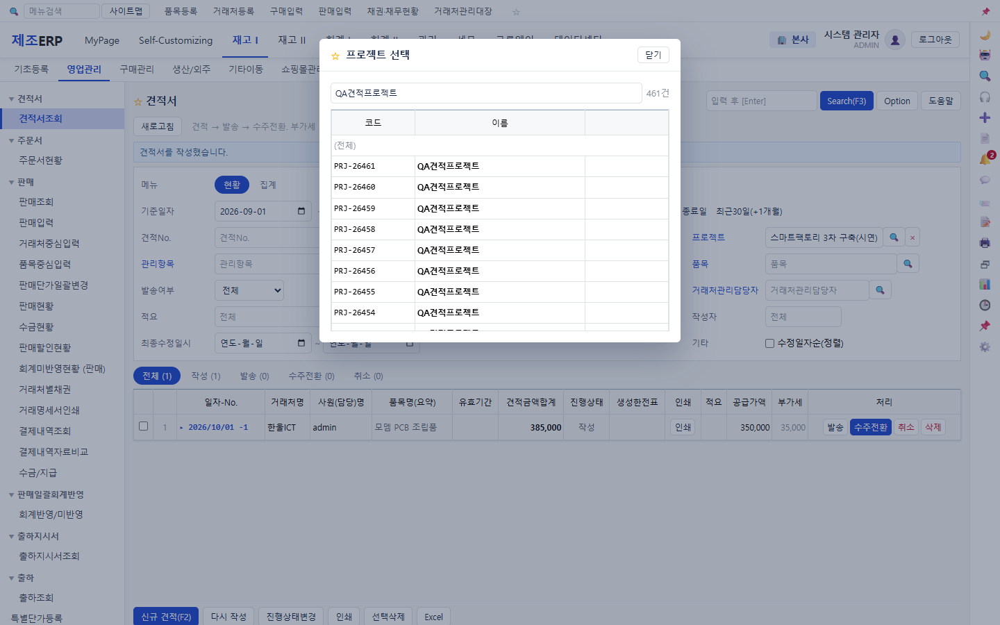 메뉴검색 사이트맵 품목등록 거래처등록 구매입력 판매입력 채권·채무현황 거래처관리대장
제조ERP MyPage Self-Customizing 재고 I 재고 II 본사 시스템 관리자 ADMIN 로그아웃
기초등록 영업관리 구매관리 생산/외주 기타이동 쇼핑몰관리
프로젝트 선택 닫기
QA견적프로젝트 461건
코드 이름
(전체)
PRJ-26461 QA견적프로젝트
PRJ-26460 QA견적프로젝트
PRJ-26459 QA견적프로젝트
PRJ-26458 QA견적프로젝트
PRJ-26457 QA견적프로젝트
PRJ-26456 QA견적프로젝트
PRJ-26455 QA견적프로젝트
PRJ-26454 QA견적프로젝트
견적서
견적서조회
주문서
주문서현황
판매
판매조회
판매입력
거래처중심입력
품목중심입력
판매단가일괄변경
판매현황
수금현황
판매할인현황
회계미반영현황 (판매)
거래처별채권
거래명세서인쇄
결제내역조회
결제내역자료비교
수금/지급
판매일괄회계반영
회계반영/미반영
출하지시서
출하지시서조회
출하
출하조회
특별단가등록
견적서 입력 후 [Enter] Search(F3) Option 도움말
새로고침 견적 → 발송 → 수주전환. 부가세
견적서를 작성했습니다.
메뉴 현황 집계
기준일자 2026-09-01 ~ 종료일 최근30일(+1개월)
견적No. 견적No. 프로젝트 스마트팩토리 3차 구축(시연) ×
관리항목 관리항목 품목 품목
발송여부 전체 거래처관리담당자 거래처관리담당자
적요 전체 작성자 전체
최종수정일시 연도-월-일 ~ 연도-월-일 기타 수정일자순(정렬)
전체 (1) 작성 (1) 발송 (0) 수주전환 (0) 취소 (0)
일자-No. 거래처명 사원(담당)명 품목명(요약) 유효기간 견적금액합계 진행상태 생성한전표 인쇄 적요 공급가액 부가세 처리
1 2026/10/01 -1 한울ICT admin 모뎀 PCB 조립품 385,000 작성 인쇄 350,000 35,000 발송 수주전환 취소 삭제
신규 견적(F2) 다시 작성 진행상태변경 인쇄 선택삭제 Excel
2